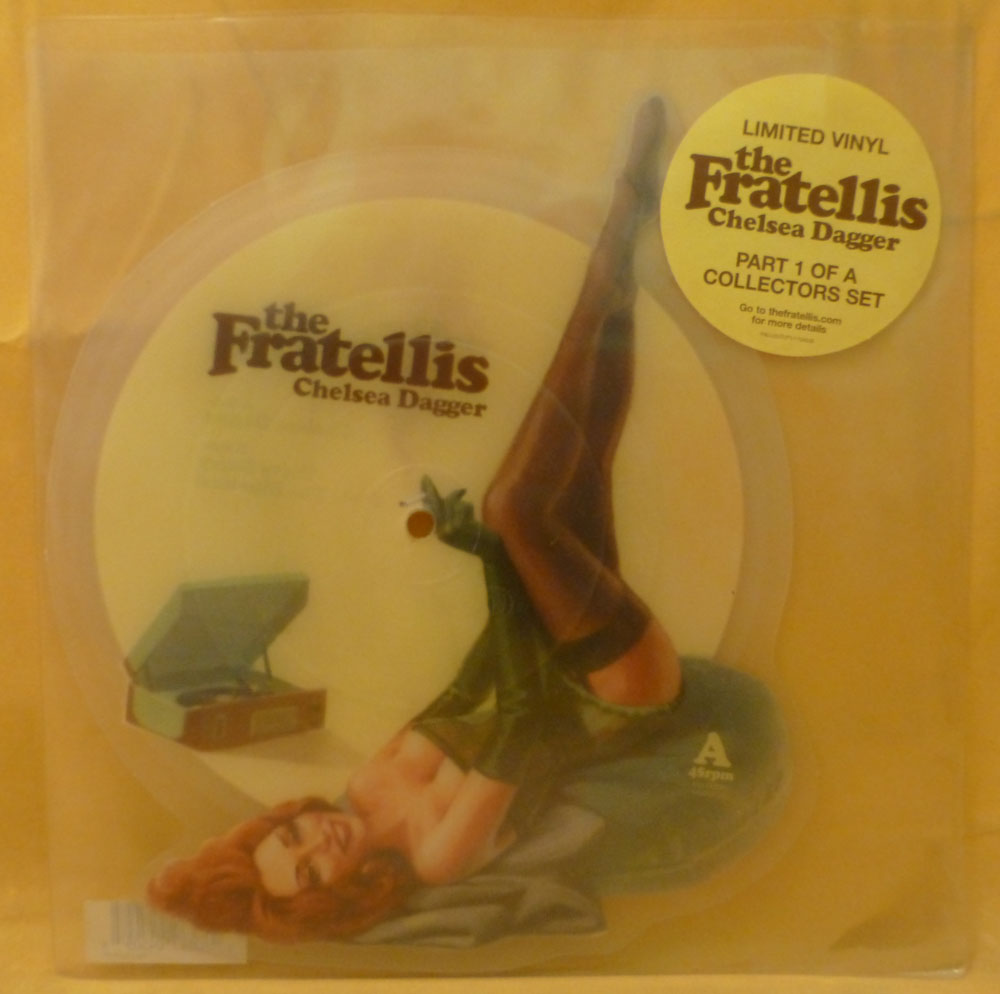 LIMITED VINYL
the
Fratellis
Chelsea Dagger
PART 1 OF A
COLLECTORS SET
Go to thefratellis.com
for more details
the
Fratellis
Chelsea Dagger
A
45rpm